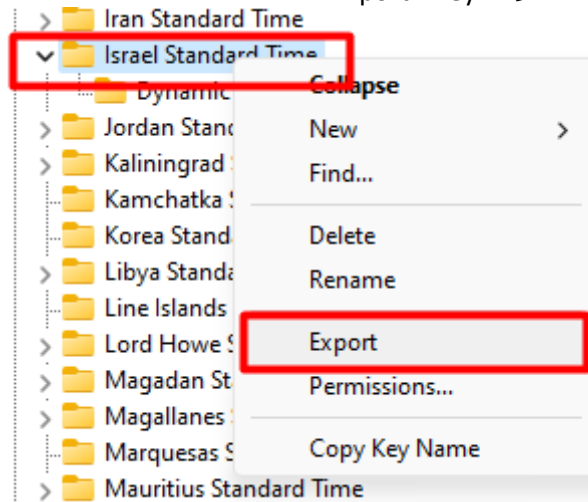 Iran Standard Time
Israel Standard Time
Dynamic
Collapse
Jordan Stand
New
Kaliningrad
Find...
Kamchatka
Korea Stand
Delete
Libya Standa
Rename
Line Islands
Lord Howe S
Export
Magadan St
Permissions...
Magallanes
Marquesas S
Copy Key Name
Mauritius Standard Time